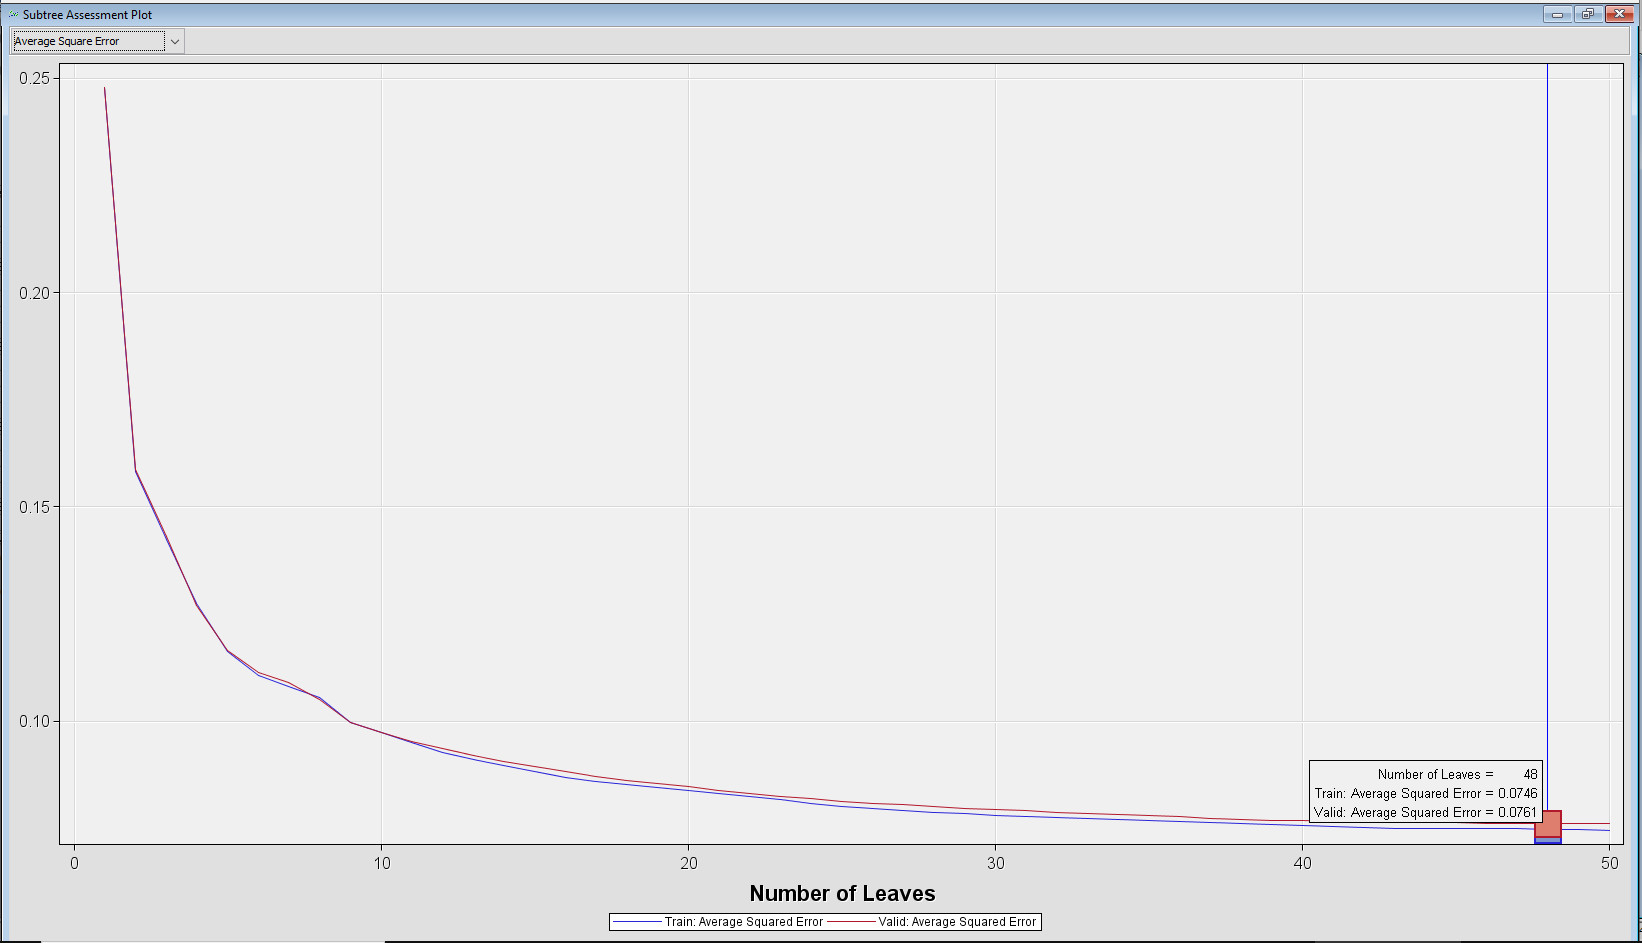 Subtree Assessment Plot
Average Square Error
0.25
0.20
0.15
0.10
Number of Leaves = 48
Train: Average Squared Error = 0.0746
Valid: Average Squared Error = 0.0761
0 10 20 30 40 50
Number of Leaves
Train: Average Squared Error Valid: Average Squared Error